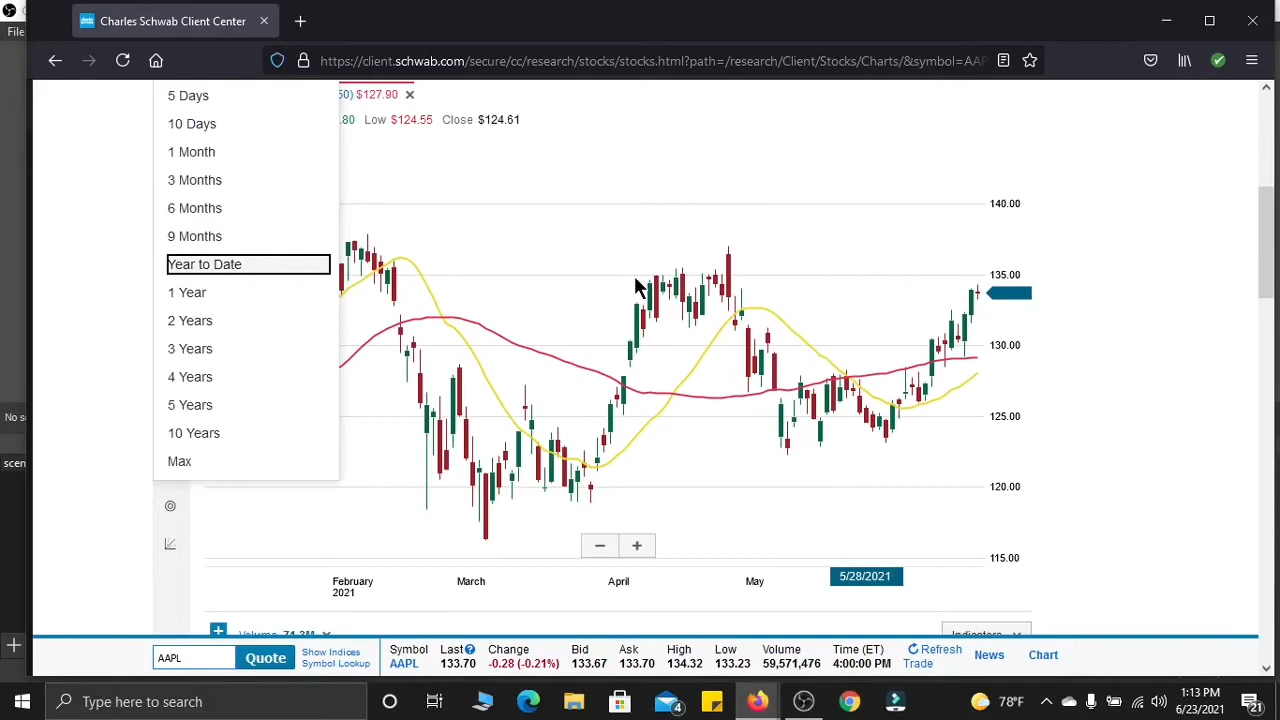 Charles Schwab Client Center
File
https://client.schwab.com/secure/cc/research/stocks/stocks.html?path=/research/Client/Stocks/Charts/&symbol=AAP
5 Days
50) $127.90
10 Days
.80 Low $124.55 Close $124.61
1 Month
3 Months
6 Months
9 Months
Year to Date
1 Year
2 Years
3 Years
4 Years
5 Years
10 Years
Max
140.00
135.00
130.00
125.00
120.00
115.00
No s
scen
February
2021
March
April
May
5/28/2021
Volume 74.3M
Indicators
AAPL
Quote
Show Indices
Symbol Lookup
Symbol Last Change Bid Ask High Low Volume Time (ET)
AAPL 133.70 -0.28 (-0.21%) 133.67 133.70 134.32 133.23 59,571,476 4:00:00 PM
Refresh
Trade
News
Chart
Type here to search
4
78°F
1:13 PM
6/23/2021
21